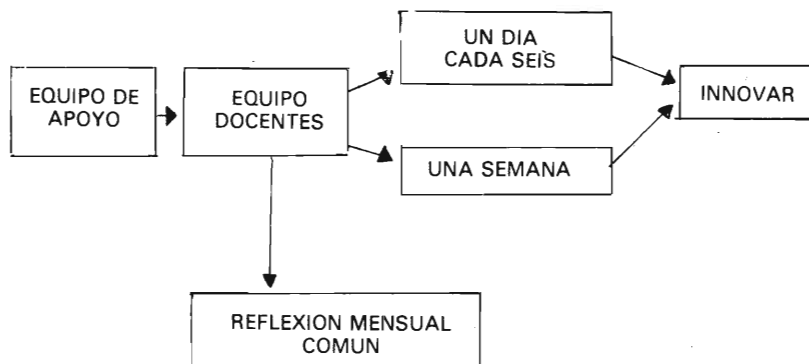 EQUIPO DE
APOYO
EQUIPO
DOCENTES
UN DIA
CADA SEIS
UNA SEMANA
INNOVAR
REFLEXION MENSUAL
COMUN